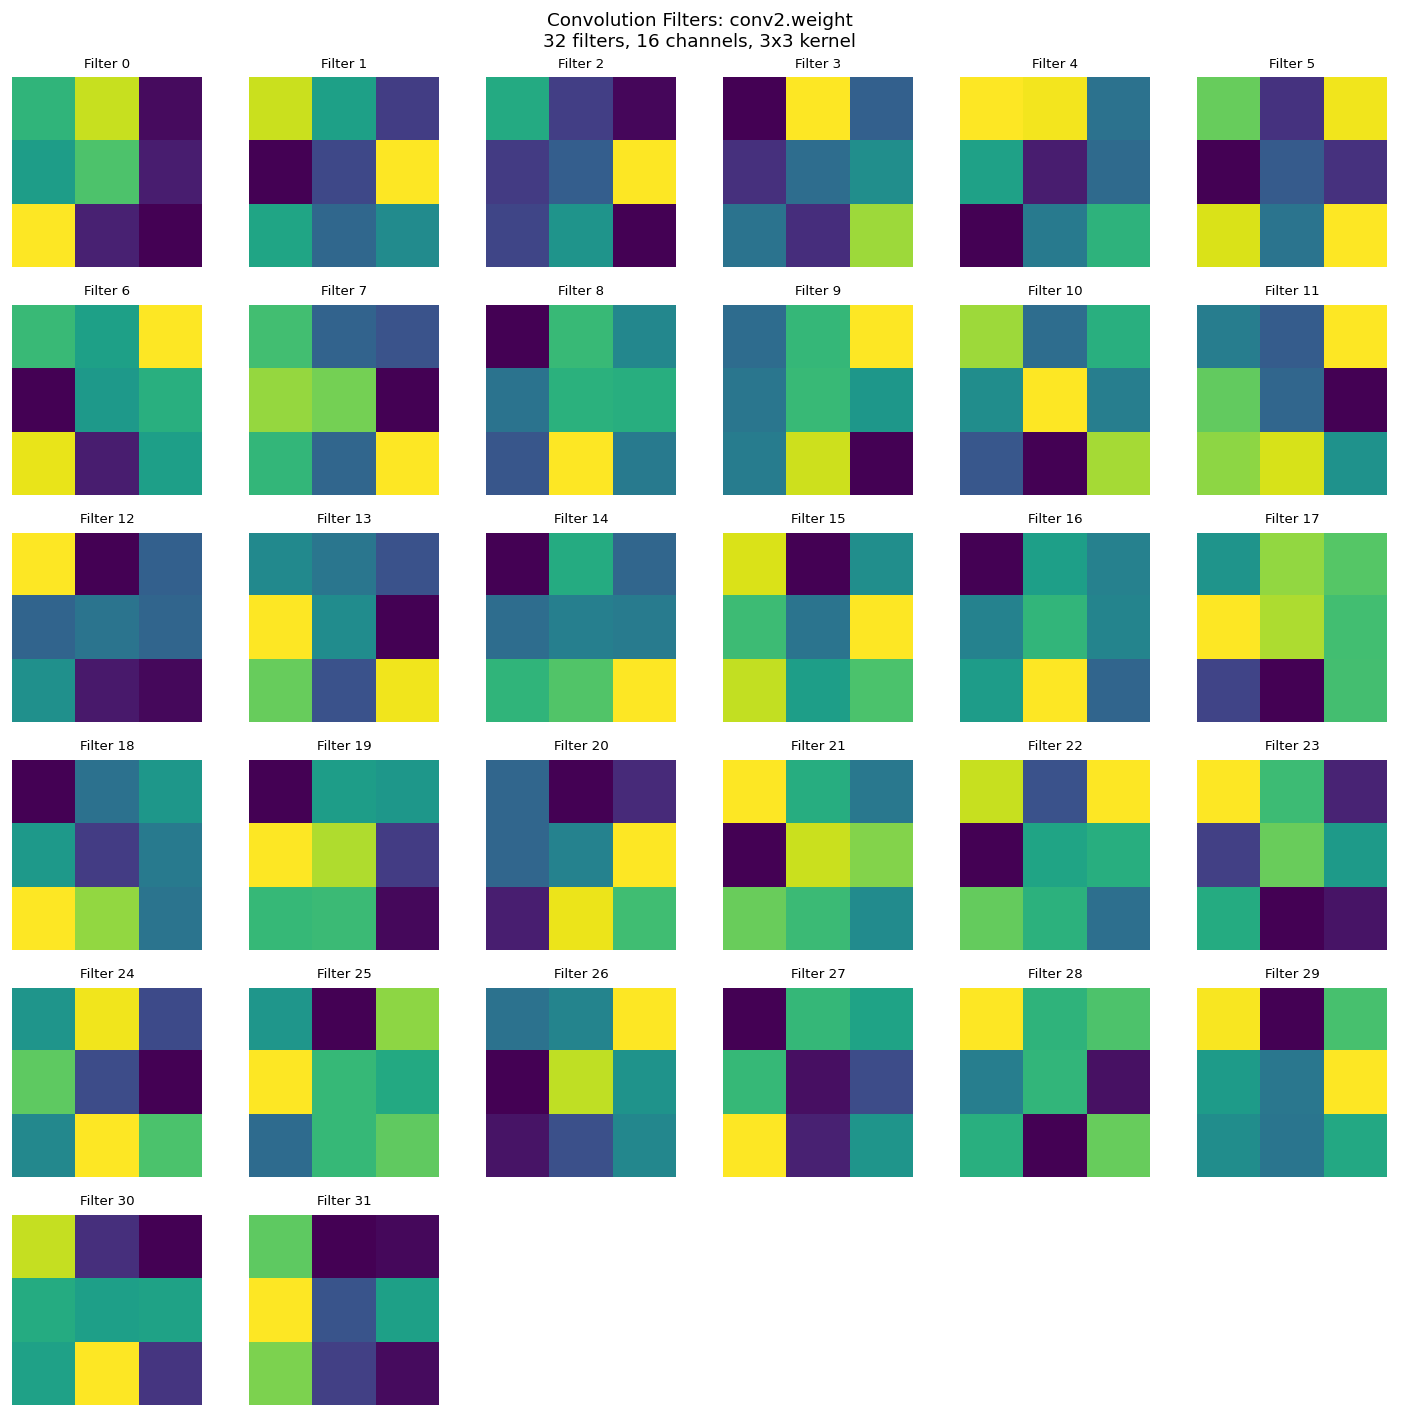 Convolution Filters: conv2.weight
32 filters, 16 channels, 3x3 kernel
Filter 0
Filter 1
Filter 2
Filter 3
Filter 4
Filter 5
Filter 6
Filter 7
Filter 8
Filter 9
Filter 10
Filter 11
Filter 12
Filter 13
Filter 14
Filter 15
Filter 16
Filter 17
Filter 18
Filter 19
Filter 20
Filter 21
Filter 22
Filter 23
Filter 24
Filter 25
Filter 26
Filter 27
Filter 28
Filter 29
Filter 30
Filter 31